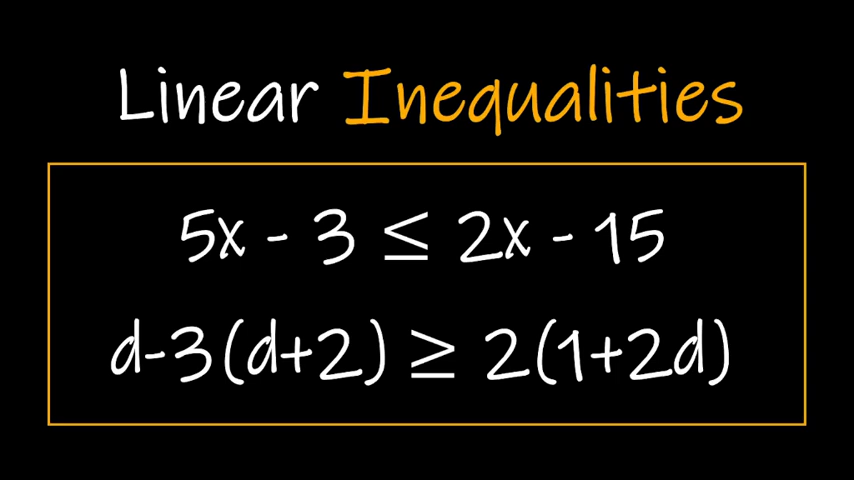 Linear Inequalities
5x - 3 ≤ 2x - 15
d-3(d+2) ≥ 2(1+2d)